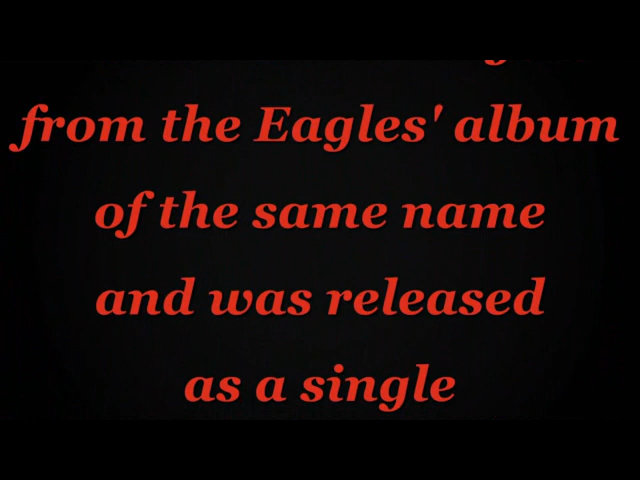 from the Eagles' album
of the same name
and was released
as a single